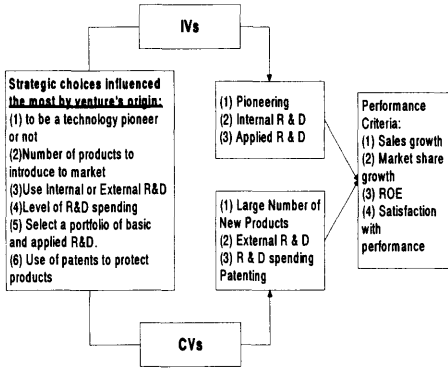 IVs
Strategic choices influenced
the most by venture's origin:
(1) to be a technology pioneer
or not
(2)Number of products to
introduce to market
(3)Use Internal or External R&D
(4)Level of R&D spending
(5) Select a portfolio of basic
and applied R&D.
(6) Use of patents to protect
products
(1) Pioneering
(2) Internal R & D
(3) Applied R & D
(1) Large Number of
New Products
(2) External R & D
(3) R & D spending
Patenting
Performance
Criteria:
(1) Sales growth
(2) Market share
growth
(3) ROE
(4) Satisfaction
with
performance
CVs